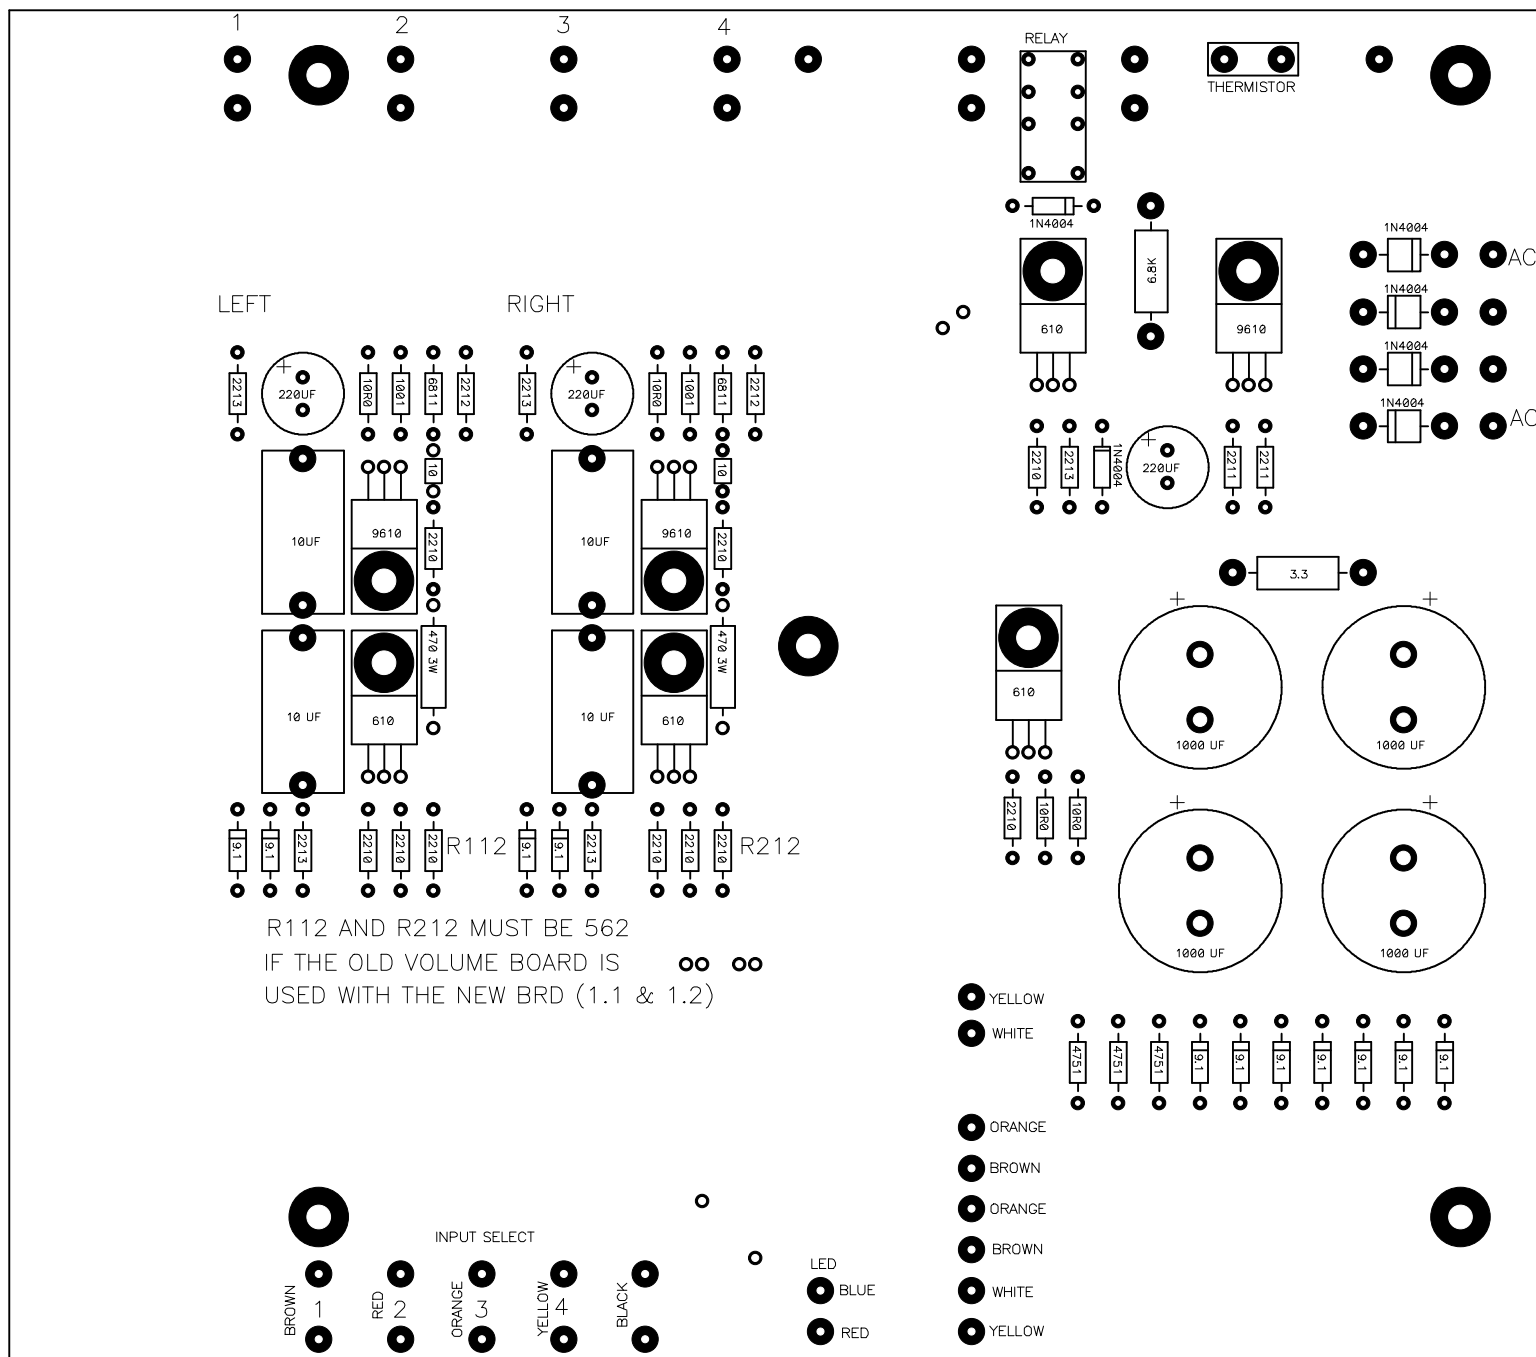 1 2 3 4
RELAY
THERMISTOR
1N4004
1N4004
6.8K
AC
LEFT RIGHT
1N4004
610 9610
1N4004
2213 220UF 10R0 1001 6811 2212
2213 220UF 10R0 1001 6811 2212
1N4004
AC
10 10
2210 2213 1N4004 220UF 2211 2211
10UF 9610 2210
10UF 9610 2210
3.3
470 3W 470 3W
610
10 UF 610
10 UF 610
1000 UF 1000 UF
2210 10R0 10R0
9.1 9.1 2213 2210 2210 2210 R112
9.1 9.1 2213 2210 2210 2210 R212
R112 AND R212 MUST BE 562
IF THE OLD VOLUME BOARD IS
USED WITH THE NEW BRD (1.1 & 1.2)
1000 UF 1000 UF
YELLOW
WHITE
4751 4751 4751 9.1 9.1 9.1 9.1 9.1 9.1 9.1
ORANGE
BROWN
ORANGE
BROWN
WHITE
YELLOW
INPUT SELECT
BROWN 1 RED 2 ORANGE 3 YELLOW 4 BLACK
LED
BLUE
RED